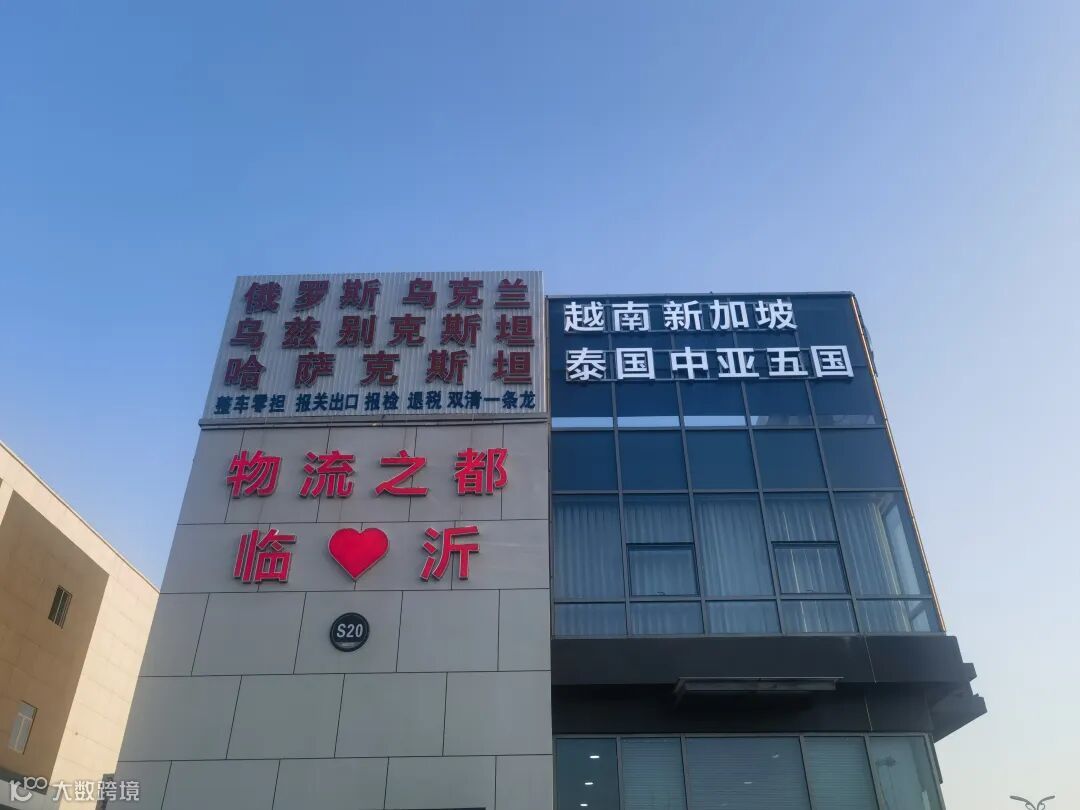 俄罗斯 乌克兰
乌兹别克斯坦
哈萨克斯坦
整车零担 报关出口 报检 退税 双清一条龙
越南新加坡
泰国中亚五国
物流之都
临❤沂
S20
大数跨境